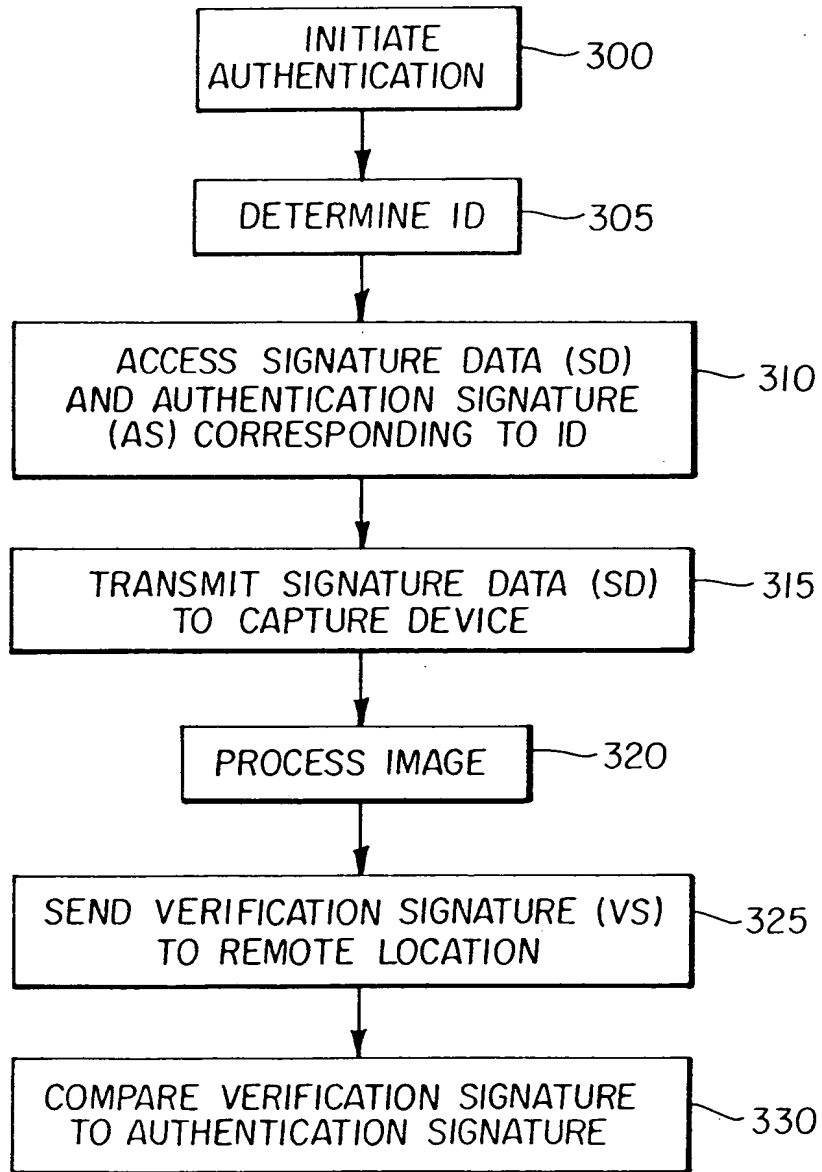 INITIATE
AUTHENTICATION
300
DETERMINE ID
305
ACCESS SIGNATURE DATA (SD)
AND AUTHENTICATION SIGNATURE
(AS) CORRESPONDING TO ID
310
TRANSMIT SIGNATURE DATA (SD)
TO CAPTURE DEVICE
315
PROCESS IMAGE
320
SEND VERIFICATION SIGNATURE (VS)
TO REMOTE LOCATION
325
COMPARE VERIFICATION SIGNATURE
TO AUTHENTICATION SIGNATURE
330